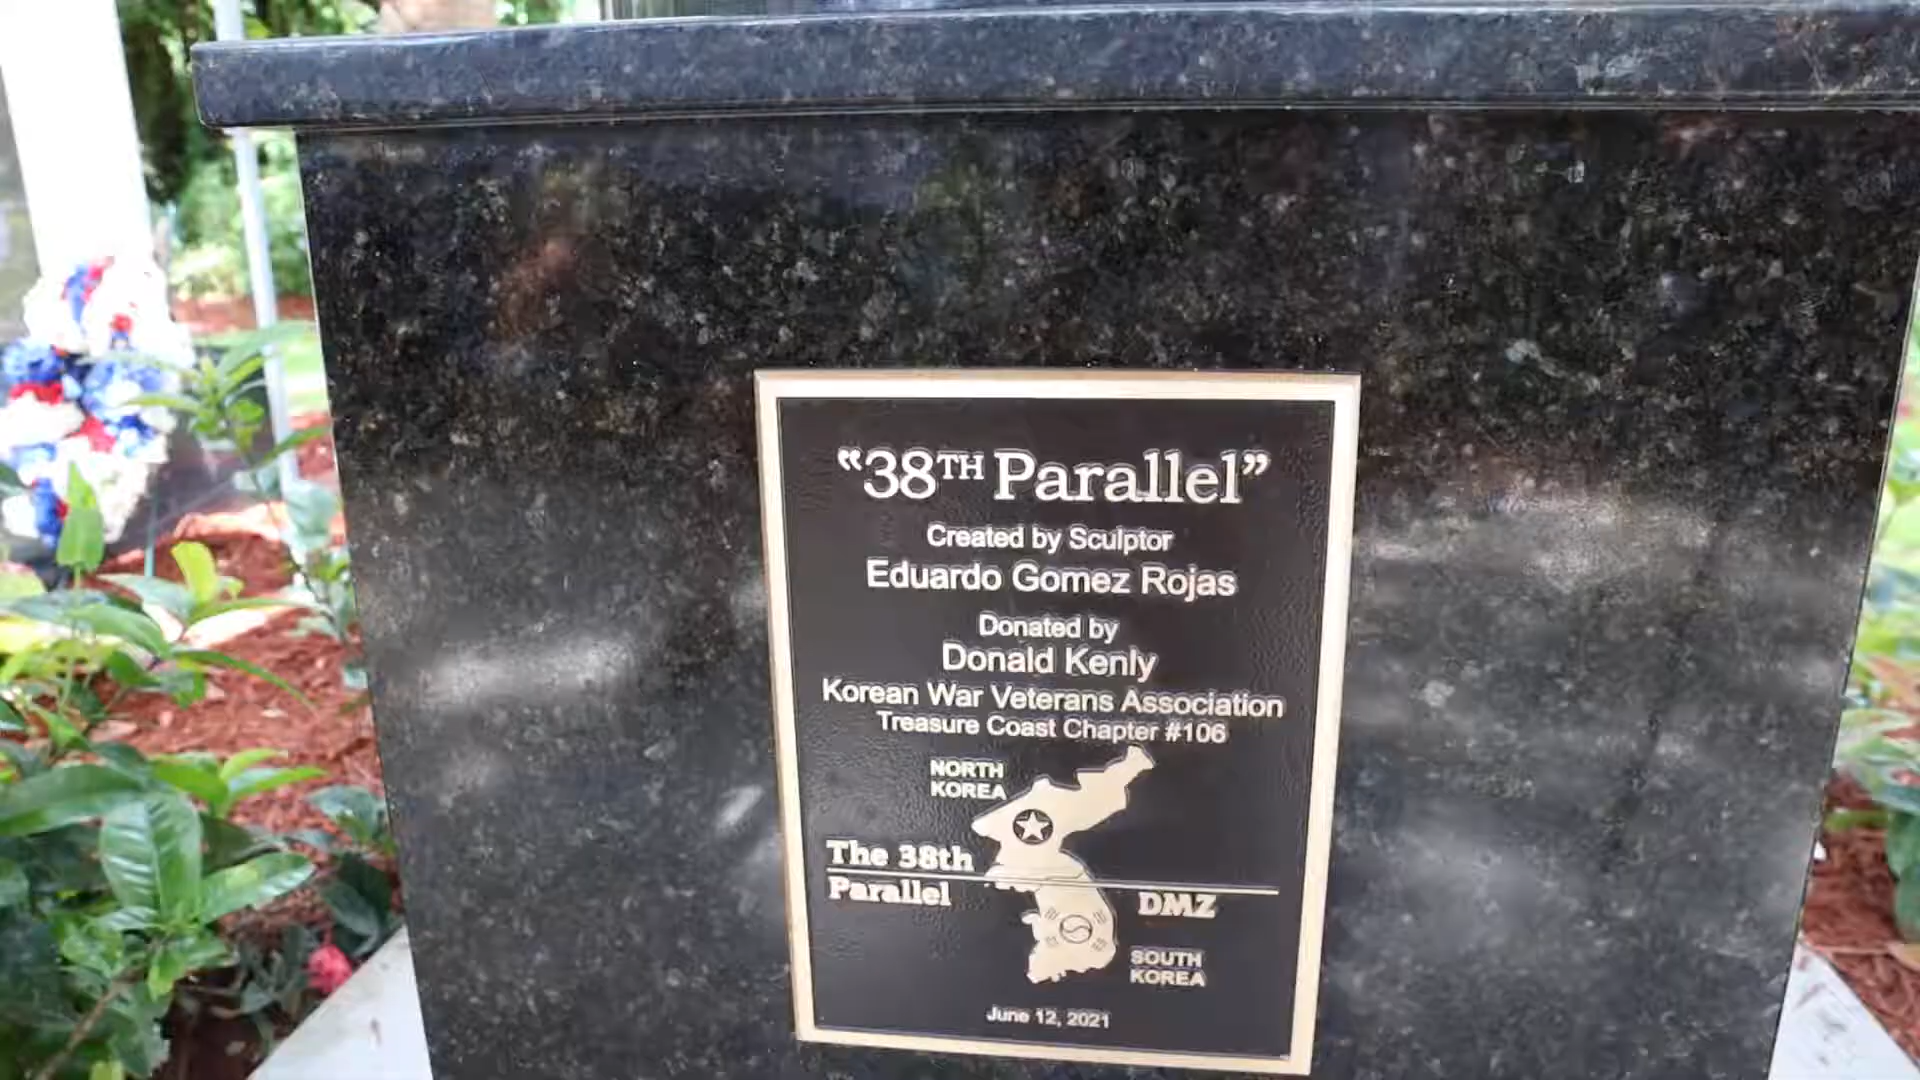 “38TH Parallel”
Created by Sculptor
Eduardo Gomez Rojas
Donated by
Donald Kenly
Korean War Veterans Association
Treasure Coast Chapter #106
NORTH
KOREA
The 38th
Parallel
DMZ
SOUTH
KOREA
June 12, 2021